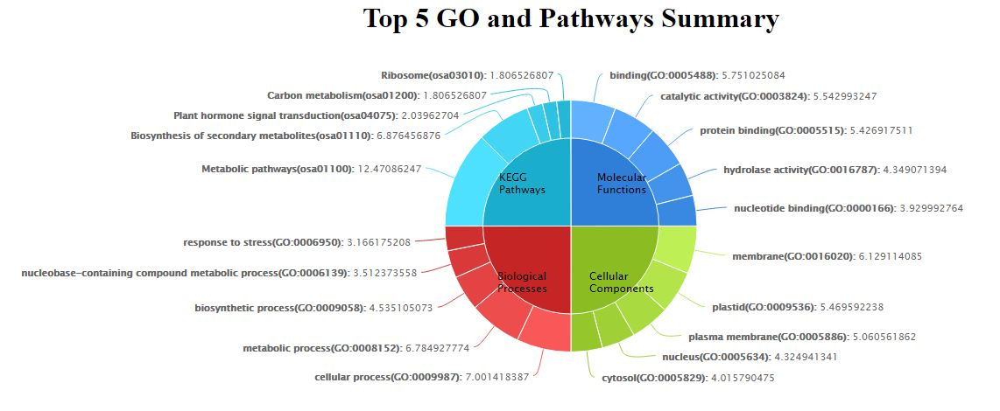 Top 5 GO and Pathways Summary
Ribosome(osa03010): 1.806526807
binding(GO:0005488): 5.751025084
Carbon metabolism(osa01200): 1.806526807
catalytic activity(GO:0003824): 5.542993247
Plant hormone signal transduction(osa04075): 2.03962704
protein binding(GO:0005515): 5.426917511
Biosynthesis of secondary metabolites(osa01110): 6.876456876
Metabolic pathways(osa01100): 12.47086247
hydrolase activity(GO:0016787): 4.349071394
KEGG
Pathways
Molecular
Functions
nucleotide binding(GO:0000166): 3.929992764
response to stress(GO:0006950): 3.166175208
membrane(GO:0016020): 6.129114085
nucleobase-containing compound metabolic process(GO:0006139): 3.512373558
Biological
Processes
Cellular
Components
biosynthetic process(GO:0009058): 4.535105073
plastid(GO:0009536): 5.469592238
plasma membrane(GO:0005886): 5.060561862
metabolic process(GO:0008152): 6.784927774
nucleus(GO:0005634): 4.324941341
cellular process(GO:0009987): 7.001418387
cytosol(GO:0005829): 4.015790475